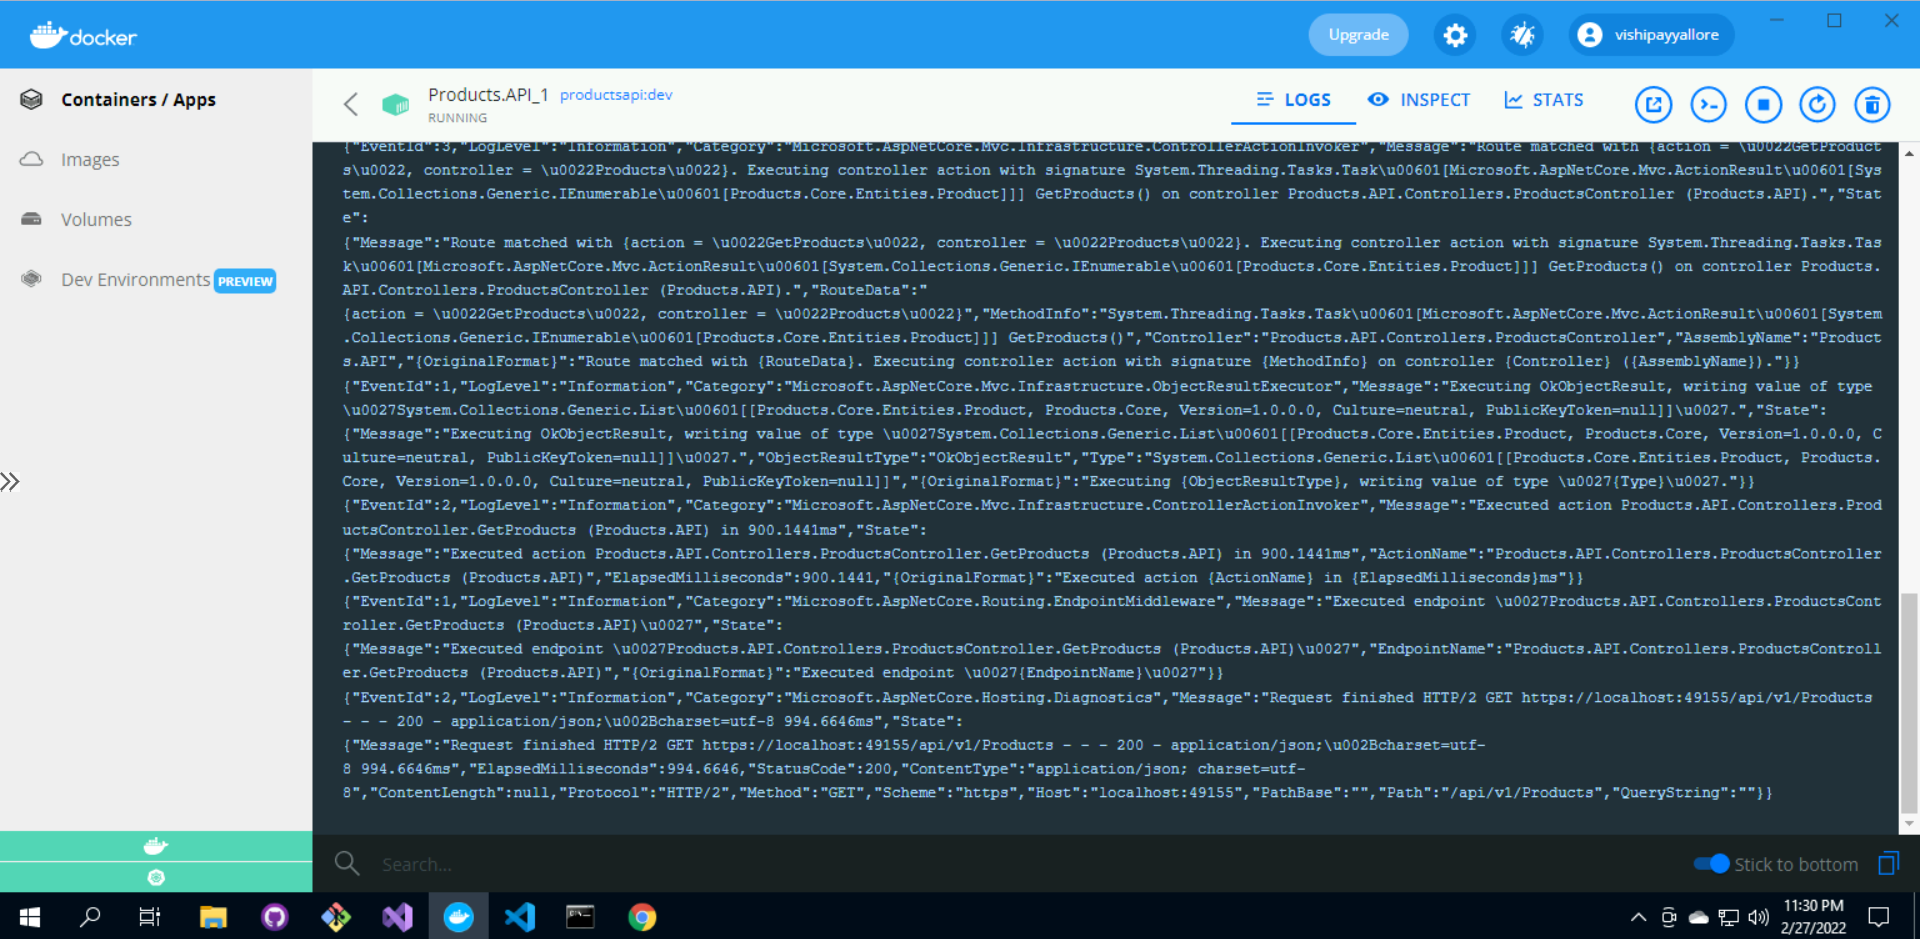 docker
Upgrade
vishipayyallore
Containers / Apps
Images
Volumes
Dev Environments PREVIEW
Products.API_1 productsapi:dev
RUNNING
LOGS
INSPECT
STATS
{"EventId":3,"LogLevel":"Information","Category":"Microsoft.AspNetCore.Mvc.Infrastructure.ControllerActionInvoker","Message":"Route matched with {action = \u0022GetProduct
s\u0022, controller = \u0022Products\u0022}. Executing controller action with signature System.Threading.Tasks.Task\u00601[Microsoft.AspNetCore.Mvc.ActionResult\u00601[Sys
tem.Collections.Generic.IEnumerable\u00601[Products.Core.Entities.Product]]] GetProducts() on controller Products.API.Controllers.ProductsController (Products.API).","Stat
e":
{"Message":"Route matched with {action = \u0022GetProducts\u0022, controller = \u0022Products\u0022}. Executing controller action with signature System.Threading.Tasks.Tas
k\u00601[Microsoft.AspNetCore.Mvc.ActionResult\u00601[System.Collections.Generic.IEnumerable\u00601[Products.Core.Entities.Product]]] GetProducts() on controller Products.
API.Controllers.ProductsController (Products.API).","RouteData":"
{action = \u0022GetProducts\u0022, controller = \u0022Products\u0022}","MethodInfo":"System.Threading.Tasks.Task\u00601[Microsoft.AspNetCore.Mvc.ActionResult\u00601[System
.Collections.Generic.IEnumerable\u00601[Products.Core.Entities.Product]]] GetProducts()","Controller":"Products.API.Controllers.ProductsController","AssemblyName":"Product
s.API","{OriginalFormat}":"Route matched with {RouteData}. Executing controller action with signature {MethodInfo} on controller {Controller} ({AssemblyName})."}}
{"EventId":1,"LogLevel":"Information","Category":"Microsoft.AspNetCore.Mvc.Infrastructure.ObjectResultExecutor","Message":"Executing OkObjectResult, writing value of type
\u0027System.Collections.Generic.List\u00601[[Products.Core.Entities.Product, Products.Core, Version=1.0.0.0, Culture=neutral, PublicKeyToken=null]]\u0027.","State":
{"Message":"Executing OkObjectResult, writing value of type \u0027System.Collections.Generic.List\u00601[[Products.Core.Entities.Product, Products.Core, Version=1.0.0.0, C
ulture=neutral, PublicKeyToken=null]]\u0027.","ObjectResultType":"OkObjectResult","Type":"System.Collections.Generic.List\u00601[[Products.Core.Entities.Product, Products.
Core, Version=1.0.0.0, Culture=neutral, PublicKeyToken=null]]","{OriginalFormat}":"Executing {ObjectResultType}, writing value of type \u0027{Type}\u0027."}}
{"EventId":2,"LogLevel":"Information","Category":"Microsoft.AspNetCore.Mvc.Infrastructure.ControllerActionInvoker","Message":"Executed action Products.API.Controllers.Prod
uctsController.GetProducts (Products.API) in 900.1441ms","State":
{"Message":"Executed action Products.API.Controllers.ProductsController.GetProducts (Products.API) in 900.1441ms","ActionName":"Products.API.Controllers.ProductsController
.GetProducts (Products.API)","ElapsedMilliseconds":900.1441,"{OriginalFormat}":"Executed action {ActionName} in {ElapsedMilliseconds}ms"}}
{"EventId":1,"LogLevel":"Information","Category":"Microsoft.AspNetCore.Routing.EndpointMiddleware","Message":"Executed endpoint \u0027Products.API.Controllers.ProductsCont
roller.GetProducts (Products.API)\u0027","State":
{"Message":"Executed endpoint \u0027Products.API.Controllers.ProductsController.GetProducts (Products.API)\u0027","EndpointName":"Products.API.Controllers.ProductsControll
er.GetProducts (Products.API)","{OriginalFormat}":"Executed endpoint \u0027{EndpointName}\u0027"}}
{"EventId":2,"LogLevel":"Information","Category":"Microsoft.AspNetCore.Hosting.Diagnostics","Message":"Request finished HTTP/2 GET https://localhost:49155/api/v1/Products
- - - 200 - application/json;\u002Bcharset=utf-8 994.6646ms","State":
{"Message":"Request finished HTTP/2 GET https://localhost:49155/api/v1/Products - - - 200 - application/json;\u002Bcharset=utf-
8 994.6646ms","ElapsedMilliseconds":994.6646,"StatusCode":200,"ContentType":"application/json; charset=utf-
8","ContentLength":null,"Protocol":"HTTP/2","Method":"GET","Scheme":"https","Host":"localhost:49155","PathBase":"","Path":"/api/v1/Products","QueryString":""}}
Search...
Stick to bottom
11:30 PM
2/27/2022